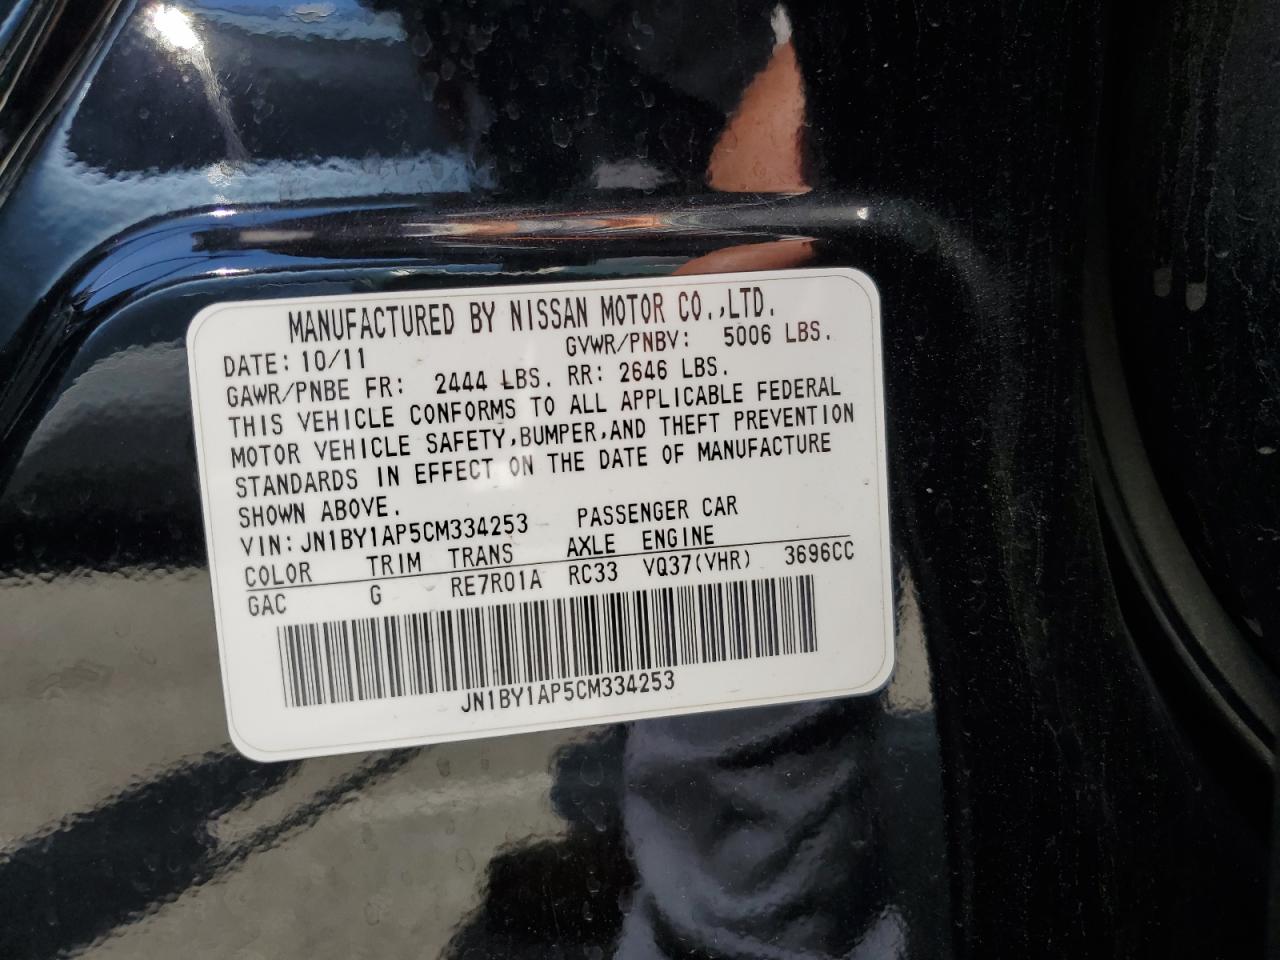 MANUFACTURED BY NISSAN MOTOR CO.,LTD.
DATE: 10/11 GVWR/PNBV: 5006 LBS.
GAWR/PNBE FR: 2444 LBS. RR: 2646 LBS.
THIS VEHICLE CONFORMS TO ALL APPLICABLE FEDERAL
MOTOR VEHICLE SAFETY,BUMPER,AND THEFT PREVENTION
STANDARDS IN EFFECT ON THE DATE OF MANUFACTURE
SHOWN ABOVE.
VIN: JN1BY1AP5CM334253 PASSENGER CAR
COLOR TRIM TRANS AXLE ENGINE
GAC G RE7R01A RC33 VQ37(VHR) 3696CC
JN1BY1AP5CM334253